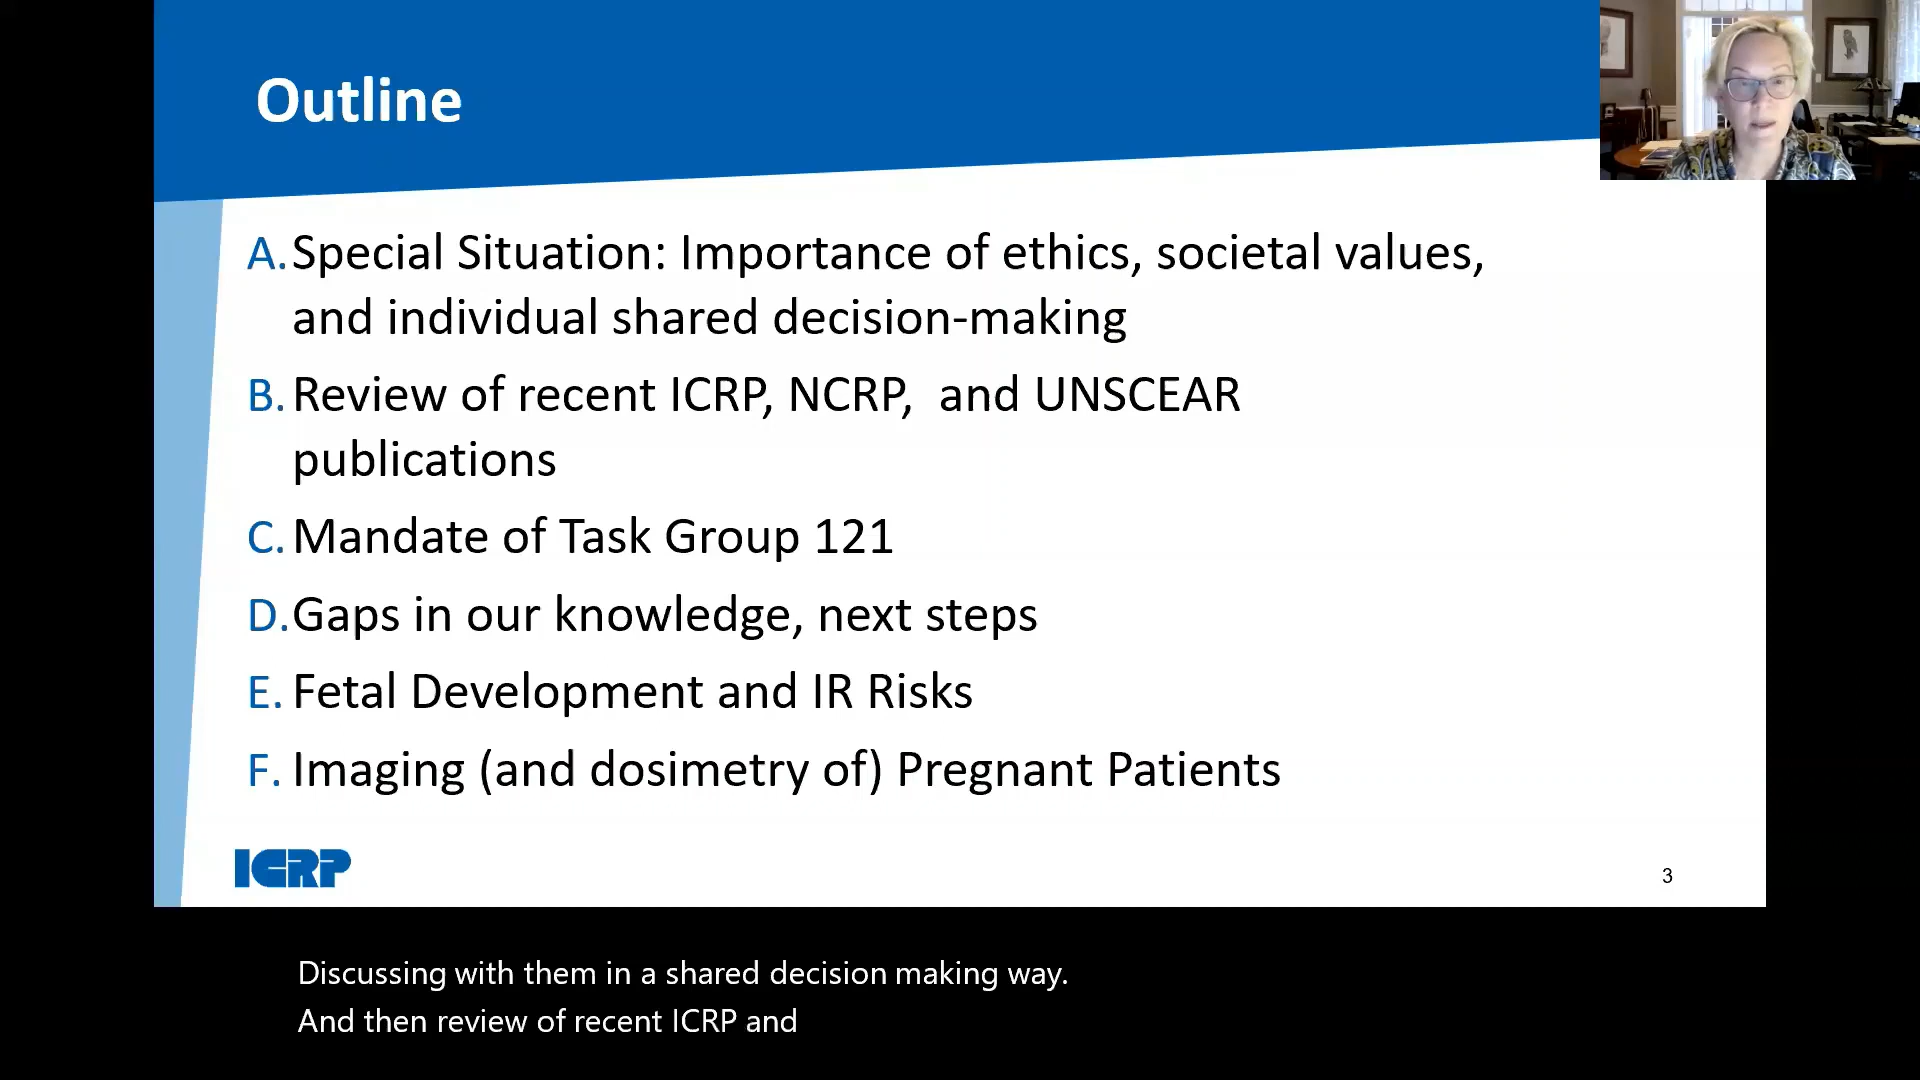 Outline
A. Special Situation: Importance of ethics, societal values,
and individual shared decision-making
B. Review of recent ICRP, NCRP,  and UNSCEAR
publications
C. Mandate of Task Group 121
D. Gaps in our knowledge, next steps
E. Fetal Development and IR Risks
F. Imaging (and dosimetry of) Pregnant Patients
ICRP
3
Discussing with them in a shared decision making way.
And then review of recent ICRP and